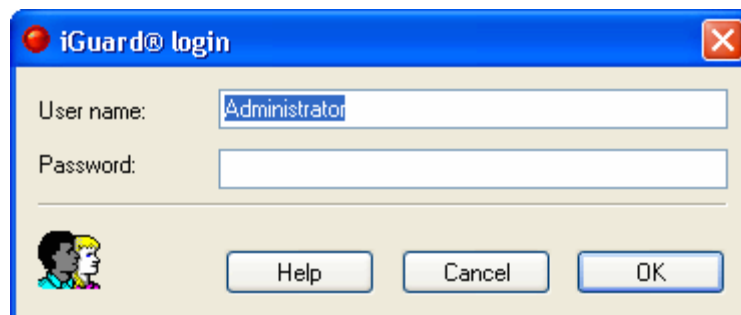 iGuard® login
User name:
Administrator
Password:
Help
Cancel
OK